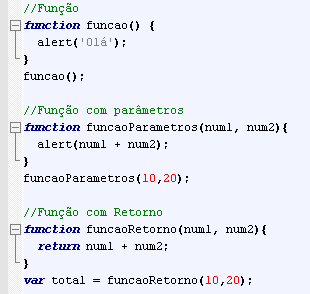 //Função
function funcao() {
alert('Olá');
}
funcao();
//Função com parâmetros
function funcaoParametros(num1, num2){
alert(num1 + num2);
}
funcaoParametros(10,20);
//Função com Retorno
function funcaoRetorno(num1, num2){
return num1 + num2;
}
var total = funcaoRetorno(10,20);